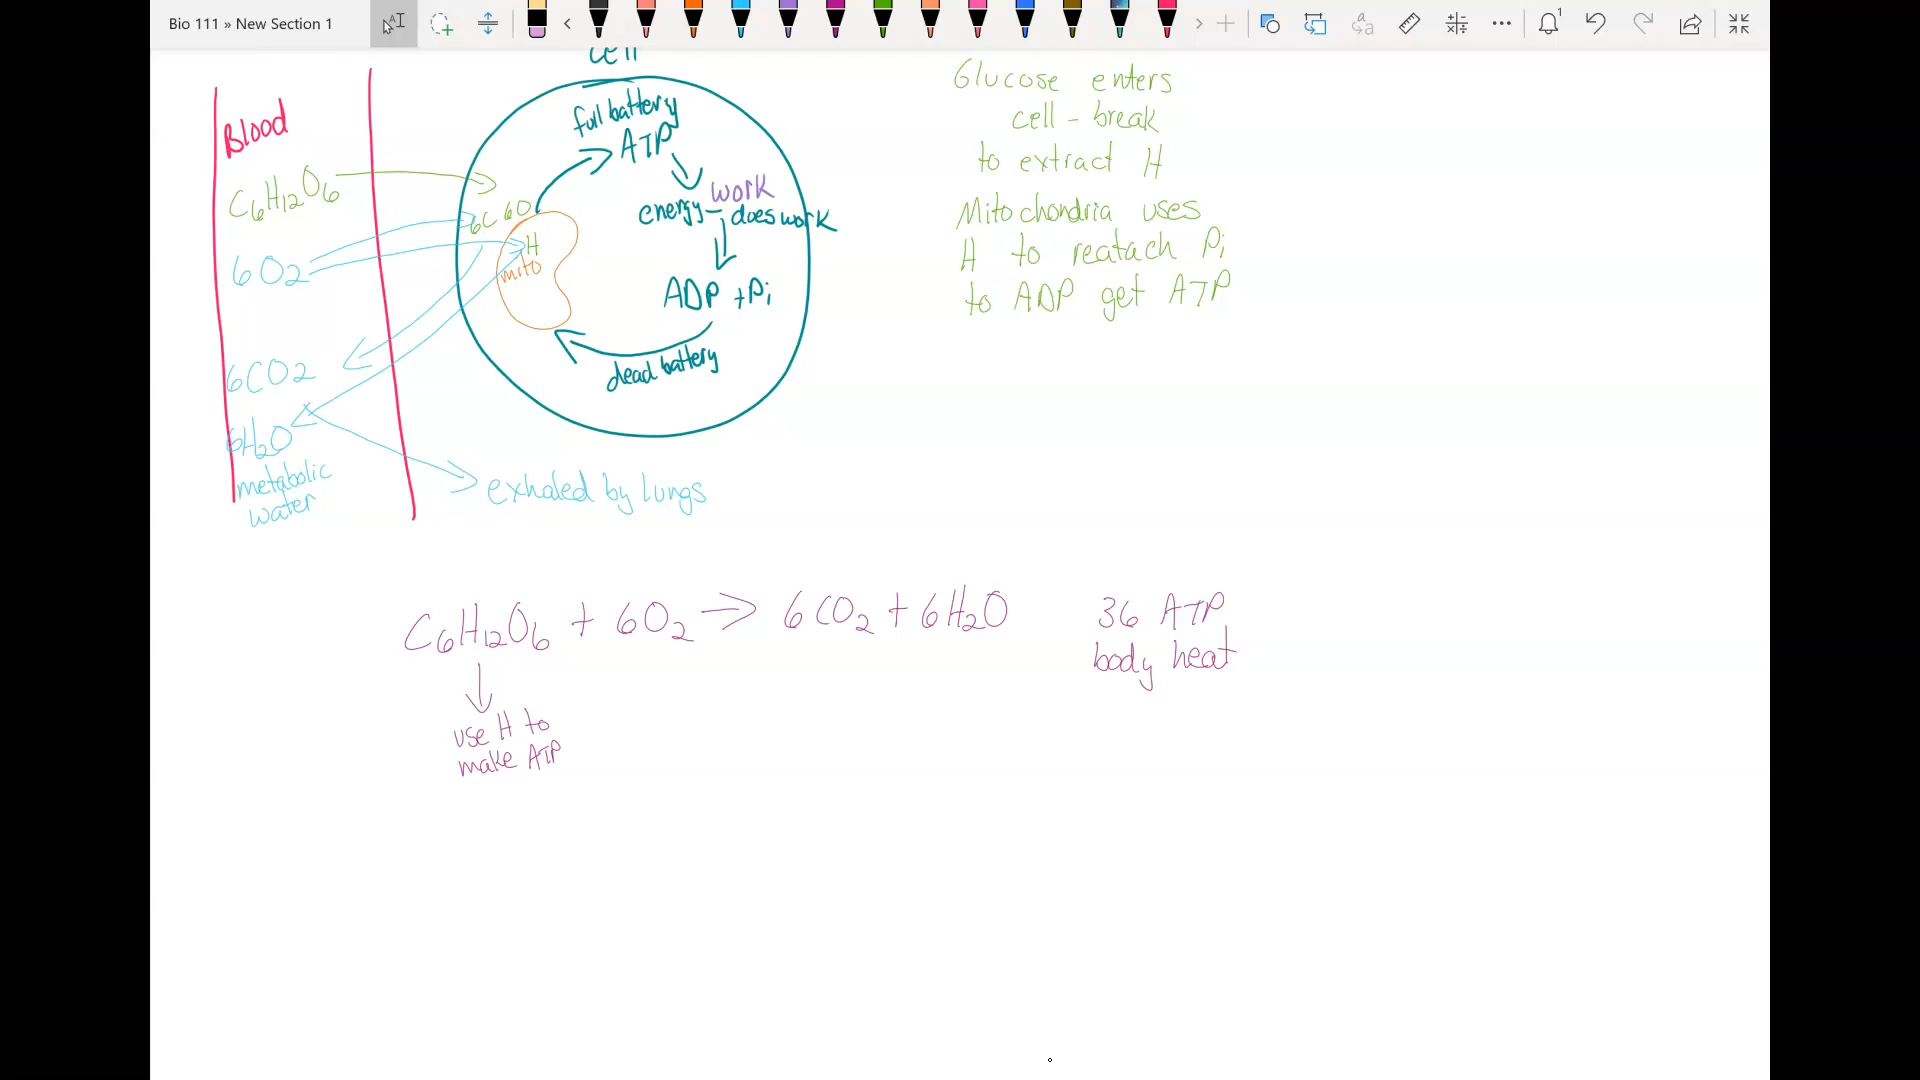 Bio 111 » New Section 1
cell
Blood
full battery
ATP
C6H12O6
work
energy – does work
6C 6O
H
mito
6O2
ADP + Pi
dead battery
6CO2
6H2O
metabolic
water
exhaled by lungs
Glucose enters
cell - break
to extract H
Mitochondria uses
H to reatach Pi
to ADP get ATP
C6H12O6 + 6O2 → 6CO2 + 6H2O
36 ATP
body heat
use H to
make ATP